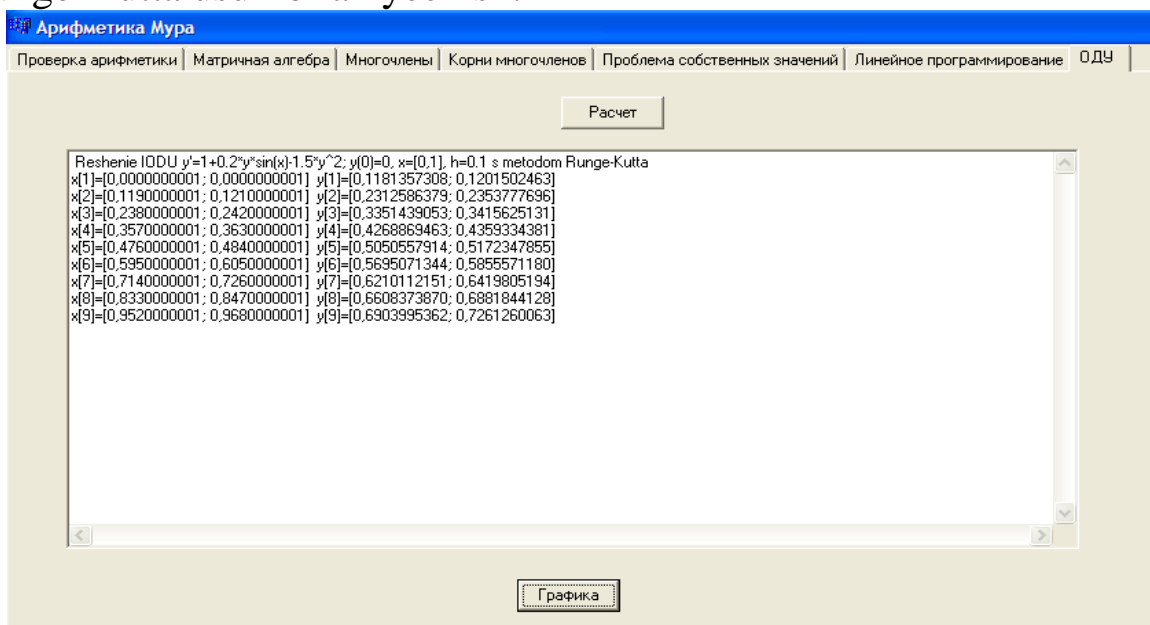 Арифметика Мура
Проверка арифметики Матричная алгебра Многочлены Корни многочленов Проблема собственных значений Линейное программирование ОДУ
Расчет
Reshenie IODU y'=1+0.2*y*sin(x)-1.5*y^2; y(0)=0, x=[0,1], h=0.1 s metodom Runge-Kutta
x[1]=[0,0000000001; 0,0000000001] y[1]=[0,1181357308; 0,1201502463]
x[2]=[0,1190000001; 0,1210000001] y[2]=[0,2312586379; 0,2353777696]
x[3]=[0,2380000001; 0,2420000001] y[3]=[0,3351439053; 0,3415625131]
x[4]=[0,3570000001; 0,3630000001] y[4]=[0,4268869463; 0,4359334381]
x[5]=[0,4760000001; 0,4840000001] y[5]=[0,5050557914; 0,5172347855]
x[6]=[0,5950000001; 0,6050000001] y[6]=[0,5695071344; 0,5855571180]
x[7]=[0,7140000001; 0,7260000001] y[7]=[0,6210112151; 0,6419805194]
x[8]=[0,8330000001; 0,8470000001] y[8]=[0,6608373870; 0,6881844128]
x[9]=[0,9520000001; 0,9680000001] y[9]=[0,6903995362; 0,7261260063]
Графика